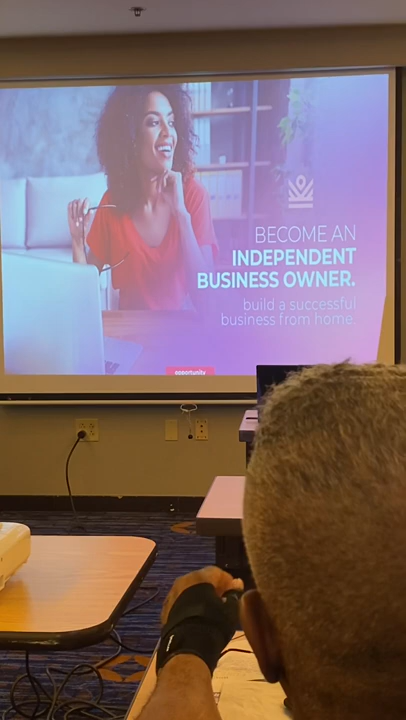 BECOME AN
INDEPENDENT
BUSINESS OWNER.
build a successful
business from home.
opportunity